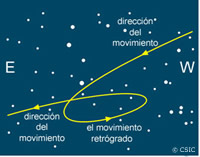 dirección
del
movimiento
E
W
dirección
del
movimiento
el movimiento
retrógrado
© CSIC